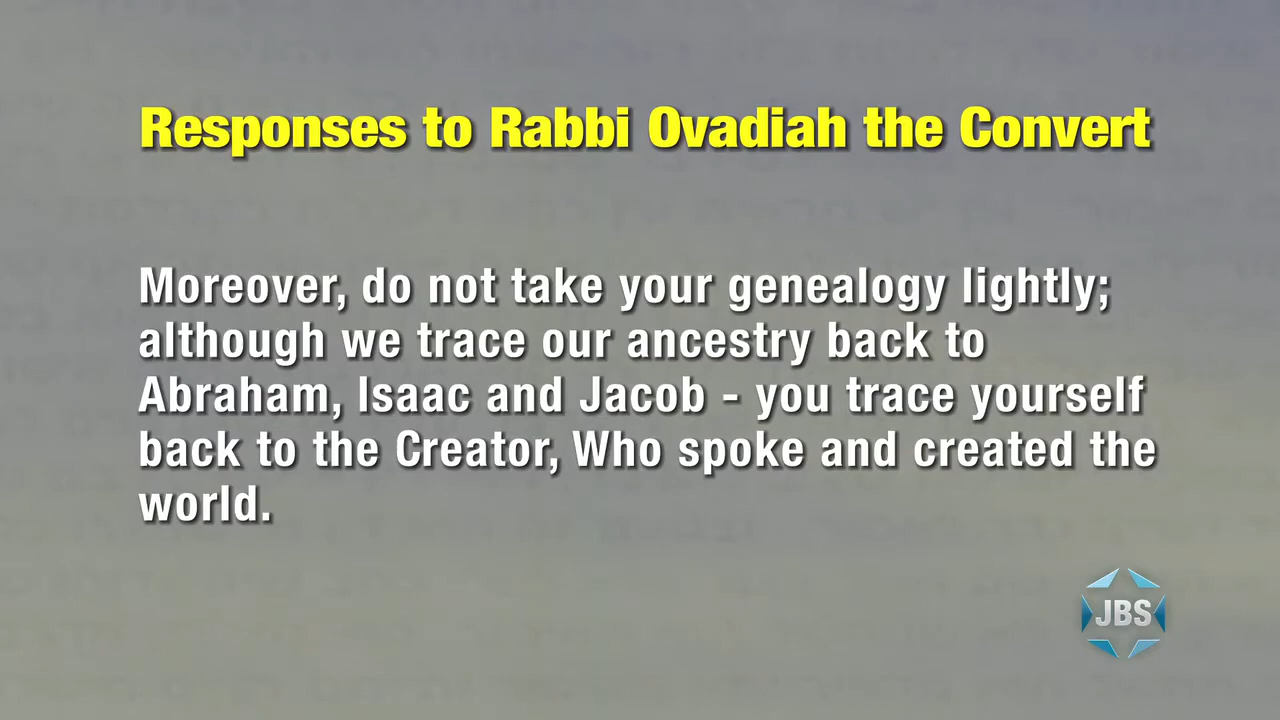 Responses to Rabbi Ovadiah the Convert
Moreover, do not take your genealogy lightly;
although we trace our ancestry back to
Abraham, Isaac and Jacob - you trace yourself
back to the Creator, Who spoke and created the
world.
JBS